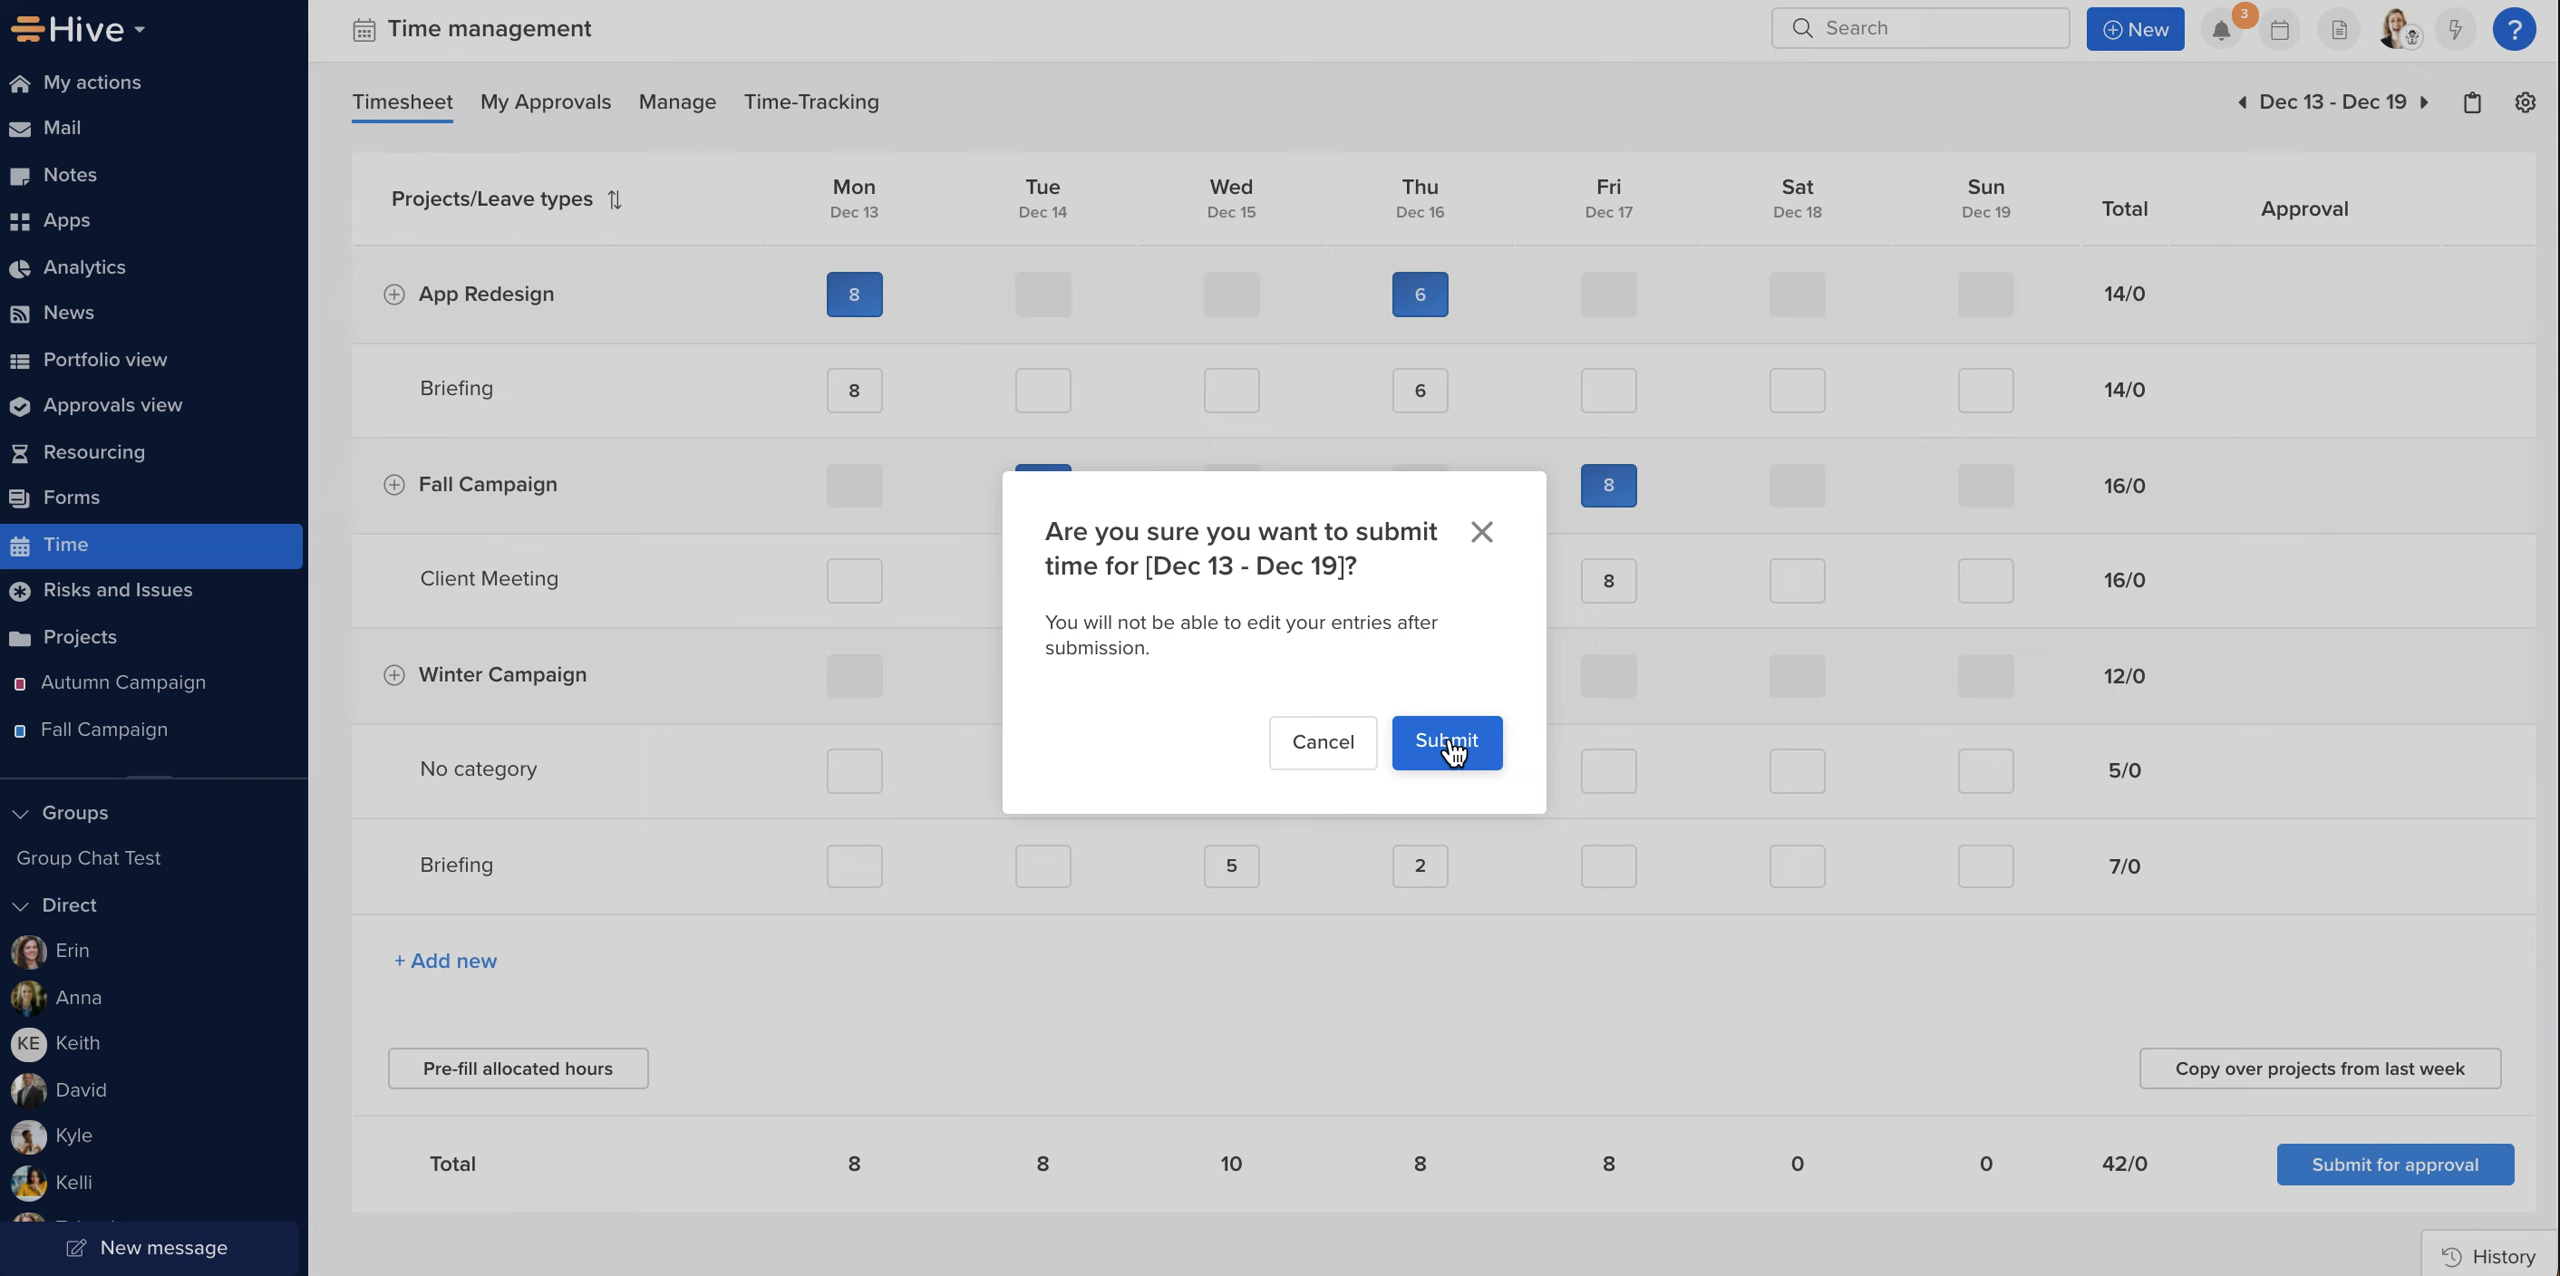 Hive
Time management
Search
New
3
?
My actions
Mail
Notes
Apps
Analytics
News
Portfolio view
Approvals view
Resourcing
Forms
Time
Risks and Issues
Projects
Autumn Campaign
Fall Campaign
Groups
Group Chat Test
Direct
Erin
Anna
KE Keith
David
Kyle
Kelli
New message
Timesheet My Approvals Manage Time-Tracking
Dec 13 - Dec 19
Projects/Leave types
Mon Tue Wed Thu Fri Sat Sun
Dec 13 Dec 14 Dec 15 Dec 16 Dec 17 Dec 18 Dec 19
Total Approval
App Redesign 8 6 14/0
Briefing 8 6 14/0
Fall Campaign 8 16/0
Client Meeting 8 16/0
Winter Campaign 12/0
No category 5/0
Briefing 5 2 7/0
Are you sure you want to submit
time for [Dec 13 - Dec 19]?
You will not be able to edit your entries after
submission.
Cancel Submit
+ Add new
Pre-fill allocated hours
Copy over projects from last week
Total 8 8 10 8 8 0 0 42/0
Submit for approval
History